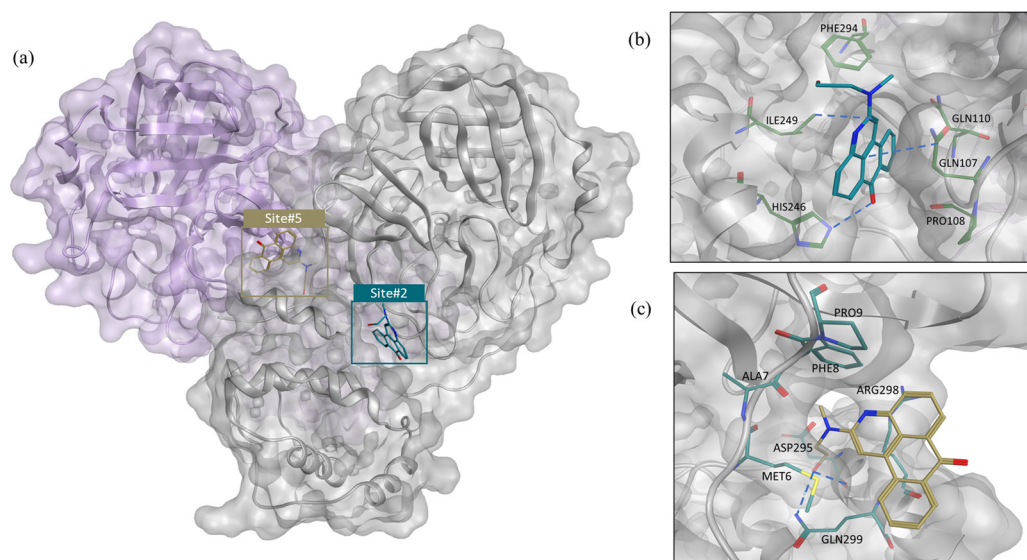 (a)
Site#5
Site#2
(b)
PHE294
ILE249
GLN110
GLN107
HIS246
PRO108
(c)
PRO9
PHE8
ALA7
ARG298
ASP295
MET6
GLN299